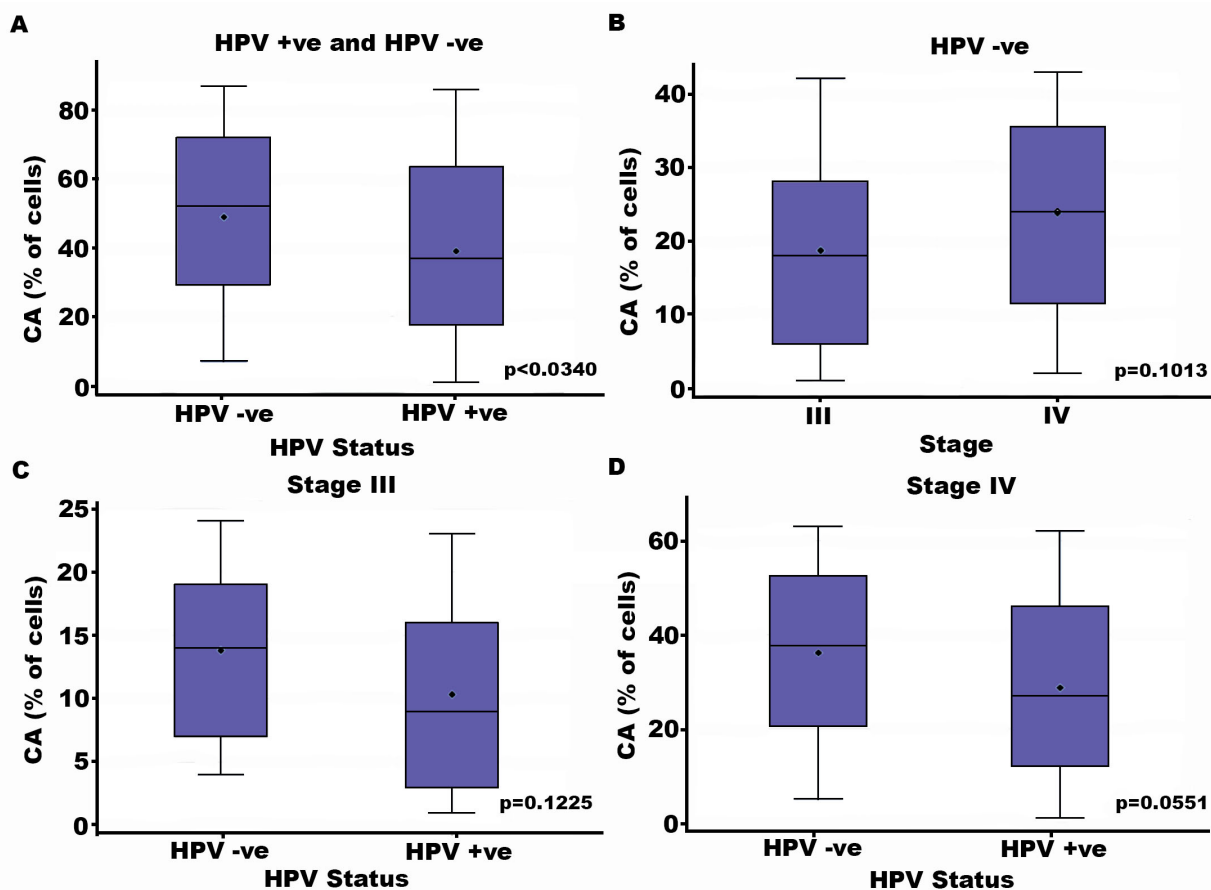 A
HPV +ve and HPV -ve
CA (% of cells)
80
60
40
20
0
p<0.0340
HPV -ve
HPV +ve
HPV Status
B
HPV -ve
CA (% of cells)
40
30
20
10
0
p=0.1013
III
IV
Stage
C
Stage III
CA (% of cells)
25
20
15
10
5
0
p=0.1225
HPV -ve
HPV +ve
HPV Status
D
Stage IV
CA (% of cells)
60
40
20
0
p=0.0551
HPV -ve
HPV +ve
HPV Status